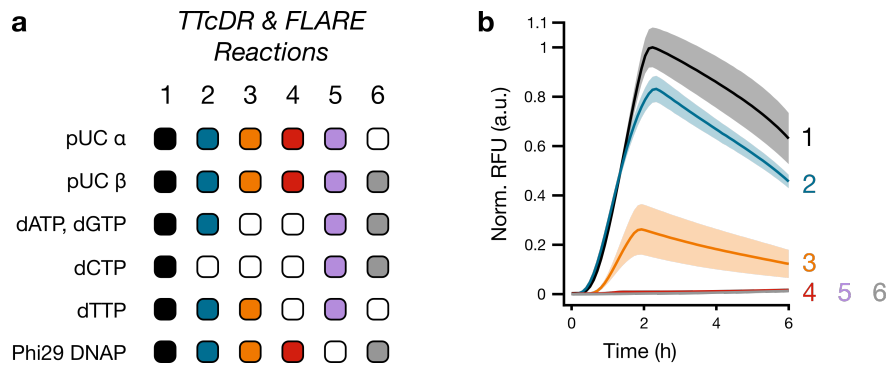 a
TTcDR & FLARE
Reactions
1 2 3 4 5 6
pUC α
pUC β
dATP, dGTP
dCTP
dTTP
Phi29 DNAP
b
Norm. RFU (a.u.)
1.1
1
0.8
0.6
0.4
0.2
0
0 2 4 6
Time (h)
1
2
3
4 5 6